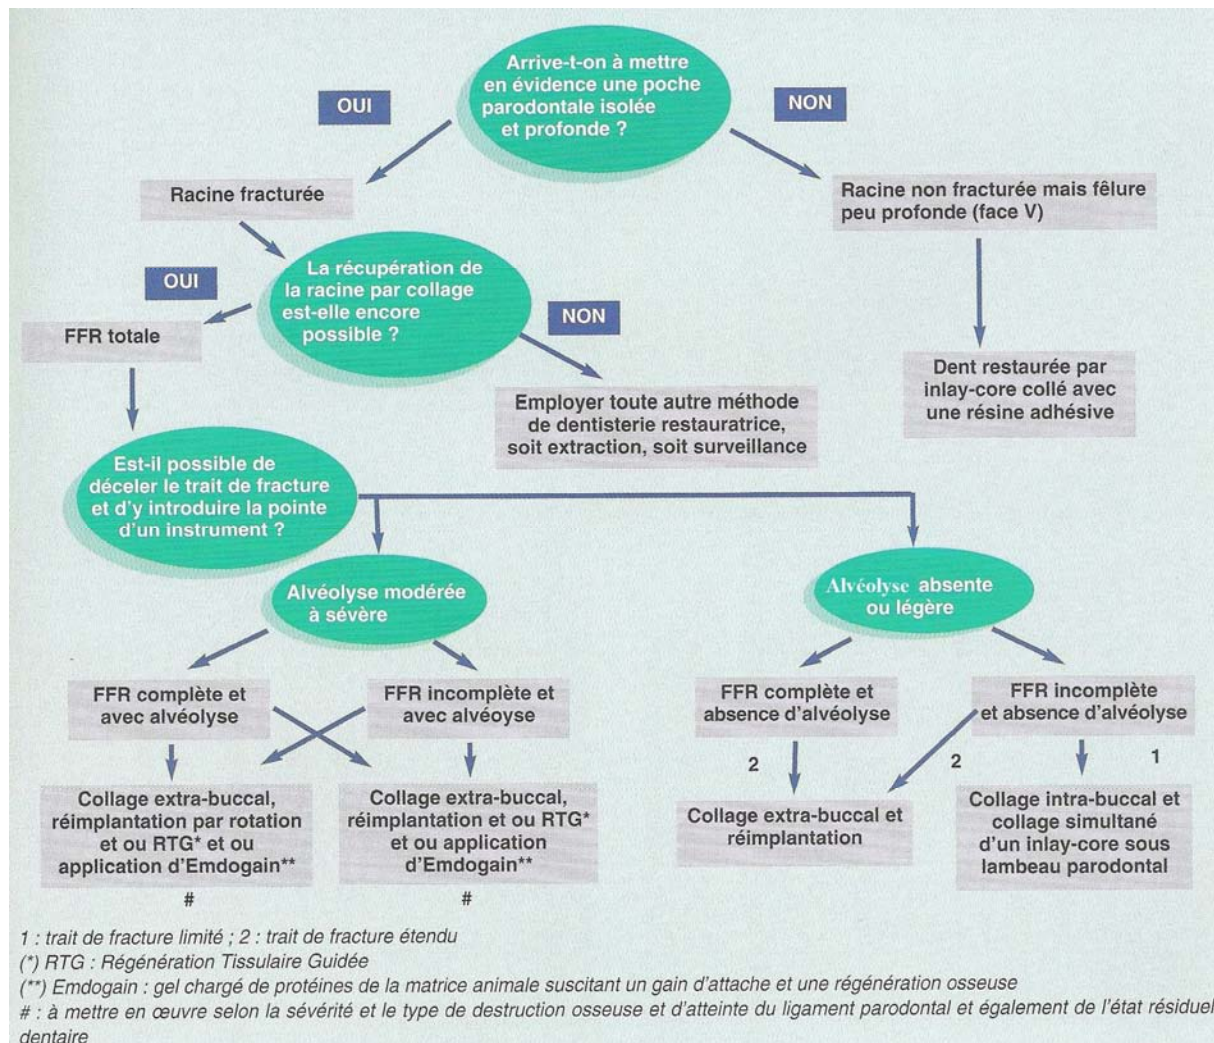 Arrive-t-on à mettre
en évidence une poche
parodontale isolée
et profonde ?
OUI
NON
Racine fracturée
Racine non fracturée mais fêlure
peu profonde (face V)
La récupération de
la racine par collage
est-elle encore
possible ?
OUI
NON
FFR totale
Dent restaurée par
inlay-core collé avec
une résine adhésive
Employer toute autre méthode
de dentisterie restauratrice,
soit extraction, soit surveillance
Est-il possible de
déceler le trait de fracture
et d'y introduire la pointe
d'un instrument ?
Alvéolyse modérée
à sévère
Alvéolyse absente
ou légère
FFR complète et
avec alvéolyse
FFR incomplète et
avec alvéoyse
FFR complète et
absence d'alvéolyse
FFR incomplète
et absence d'alvéolyse
2
2
1
Collage extra-buccal,
réimplantation par rotation
et ou RTG* et ou
application d'Emdogain**
#
Collage extra-buccal,
réimplantation et ou RTG*
et ou application
d'Emdogain**
#
Collage extra-buccal et
réimplantation
Collage intra-buccal et
collage simultané
d'un inlay-core sous
lambeau parodontal
1 : trait de fracture limité ; 2 : trait de fracture étendu
(*) RTG : Régénération Tissulaire Guidée
(**) Emdogain : gel chargé de protéines de la matrice animale suscitant un gain d'attache et une régénération osseuse
# : à mettre en œuvre selon la sévérité et le type de destruction osseuse et d'atteinte du ligament parodontal et également de l'état résiduel
dentaire